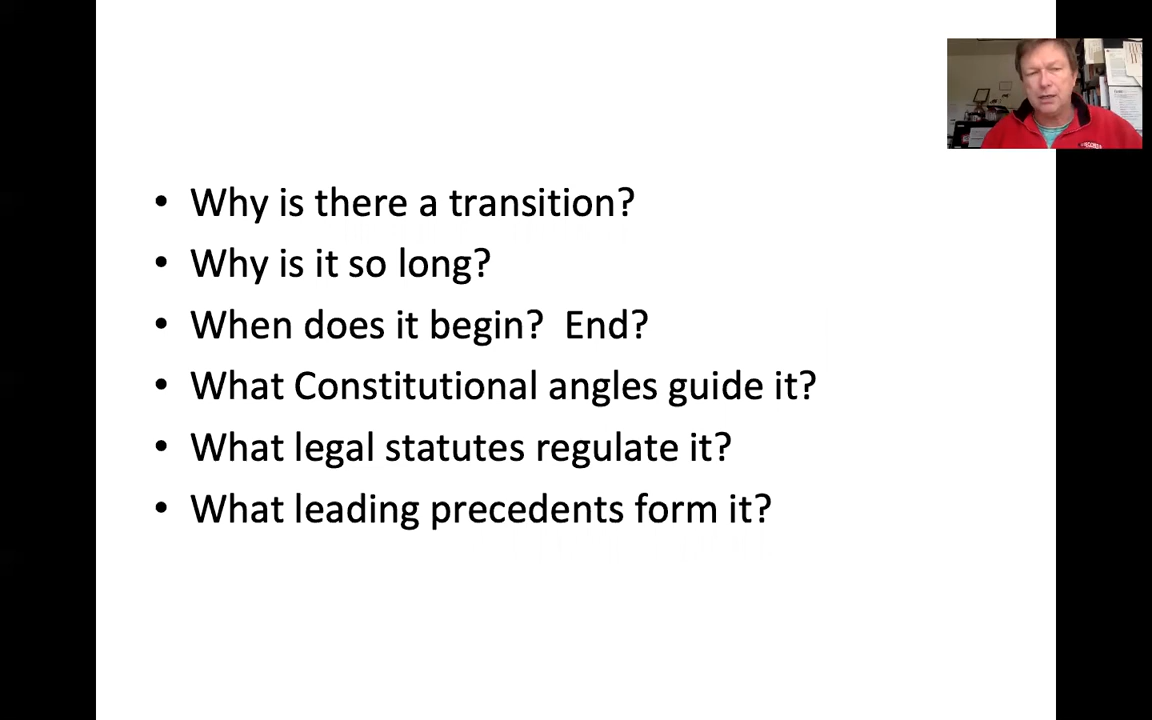 • Why is there a transition?
• Why is it so long?
• When does it begin?  End?
• What Constitutional angles guide it?
• What legal statutes regulate it?
• What leading precedents form it?